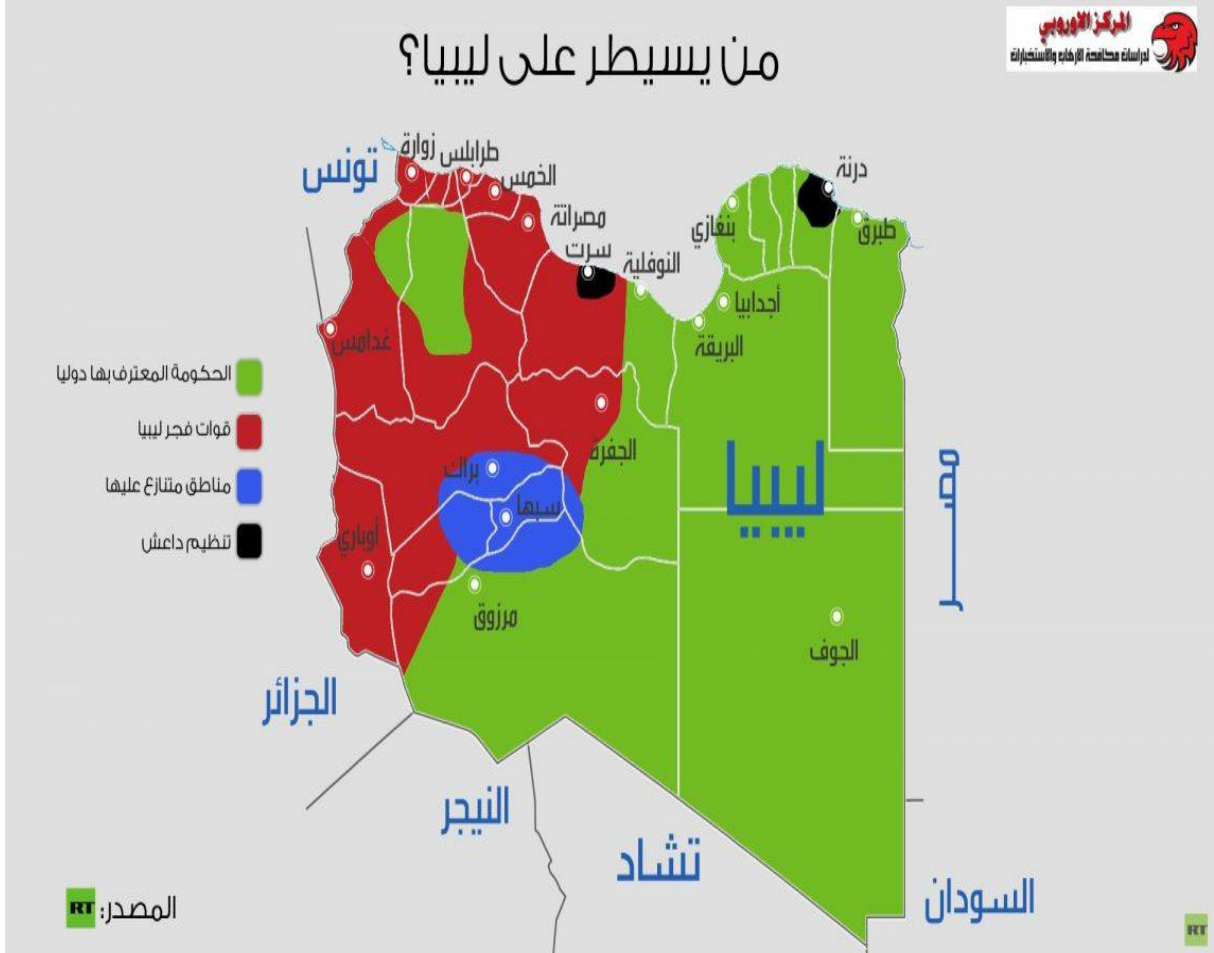 المركز الاوروبي
لدراسات مكافحة الارهاب والاستخبارات
من يسيطر على ليبيا؟
تونس
زوارة
طرابلس
الخمس
مصراتة
سرت
النوفلية
بنغازي
درنة
طبرق
أجدابيا
البريقة
غدامس
الحكومة المعترف بها دوليا
قوات فجر ليبيا
مناطق متنازع عليها
تنظيم داعش
الجفرة
براك
سبها
أوباري
مرزوق
ليبيا
مصر
الجوف
الجزائر
النيجر
تشاد
السودان
المصدر: RT
RT